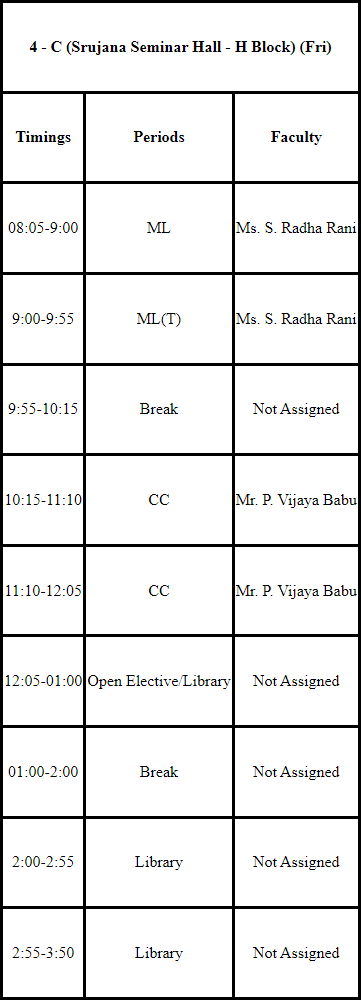 4 - C (Srujana Seminar Hall - H Block) (Fri)
Timings Periods Faculty
08:05-9:00 ML Ms. S. Radha Rani
9:00-9:55 ML(T) Ms. S. Radha Rani
9:55-10:15 Break Not Assigned
10:15-11:10 CC Mr. P. Vijaya Babu
11:10-12:05 CC Mr. P. Vijaya Babu
12:05-01:00 Open Elective/Library Not Assigned
01:00-2:00 Break Not Assigned
2:00-2:55 Library Not Assigned
2:55-3:50 Library Not Assigned